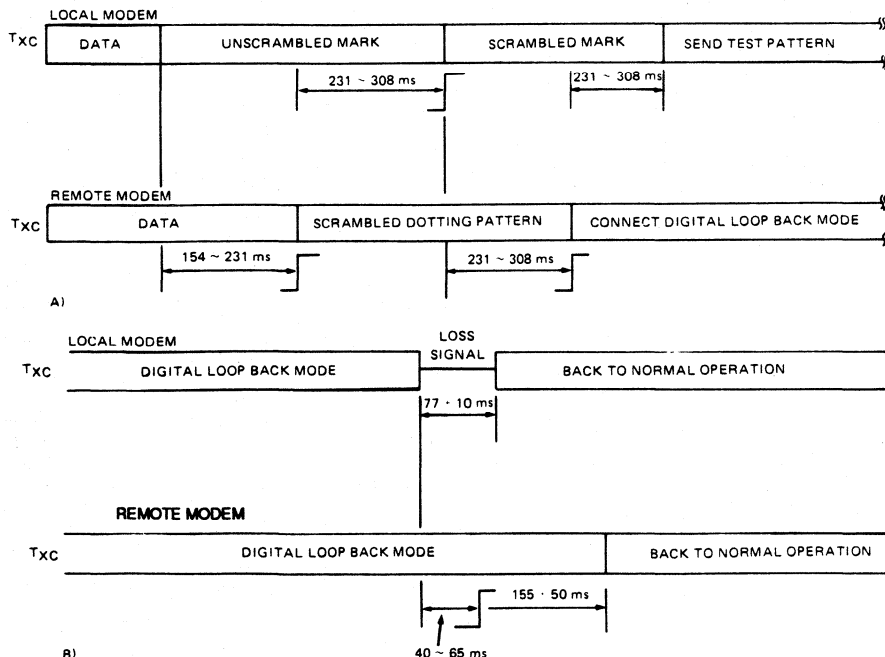 LOCAL MODEM
TXC DATA UNSCRAMBLED MARK SCRAMBLED MARK SEND TEST PATTERN
231 ~ 308 ms 231 ~ 308 ms
REMOTE MODEM
TXC DATA SCRAMBLED DOTTING PATTERN CONNECT DIGITAL LOOP BACK MODE
154 ~ 231 ms 231 ~ 308 ms
A)
LOCAL MODEM
LOSS
SIGNAL
TXC DIGITAL LOOP BACK MODE BACK TO NORMAL OPERATION
77 · 10 ms
REMOTE MODEM
TXC DIGITAL LOOP BACK MODE BACK TO NORMAL OPERATION
155 · 50 ms
40 ~ 65 ms
B)